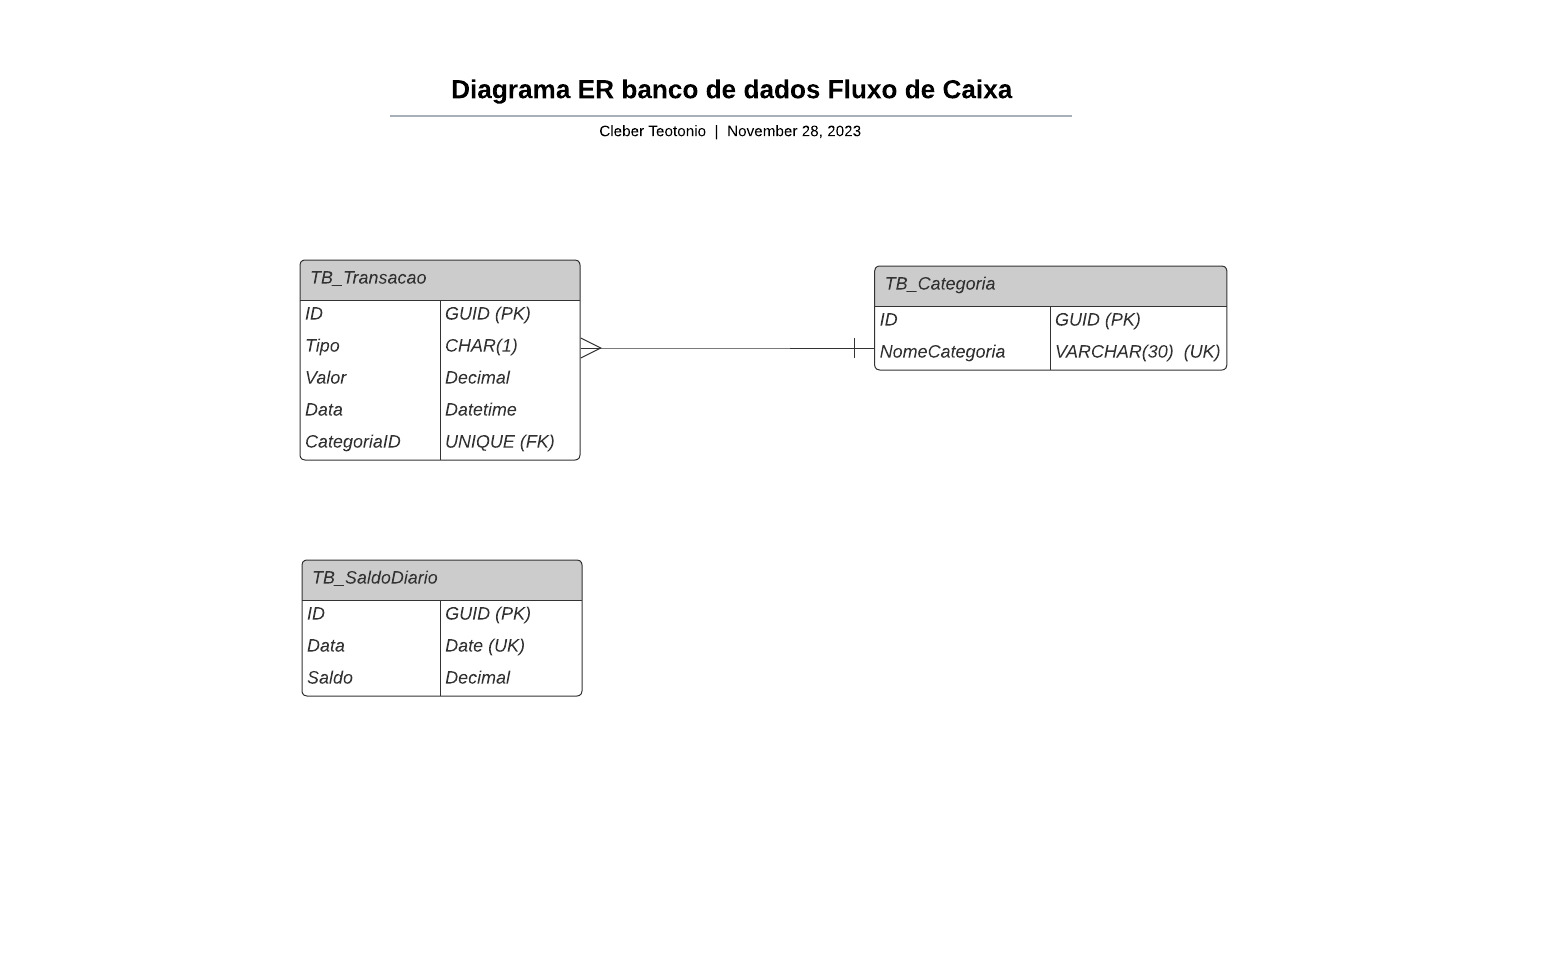 Diagrama ER banco de dados Fluxo de Caixa
Cleber Teotonio | November 28, 2023
TB_Transacao
ID GUID (PK)
Tipo CHAR(1)
Valor Decimal
Data Datetime
CategoriaID UNIQUE (FK)
TB_Categoria
ID GUID (PK)
NomeCategoria VARCHAR(30) (UK)
TB_SaldoDiario
ID GUID (PK)
Data Date (UK)
Saldo Decimal